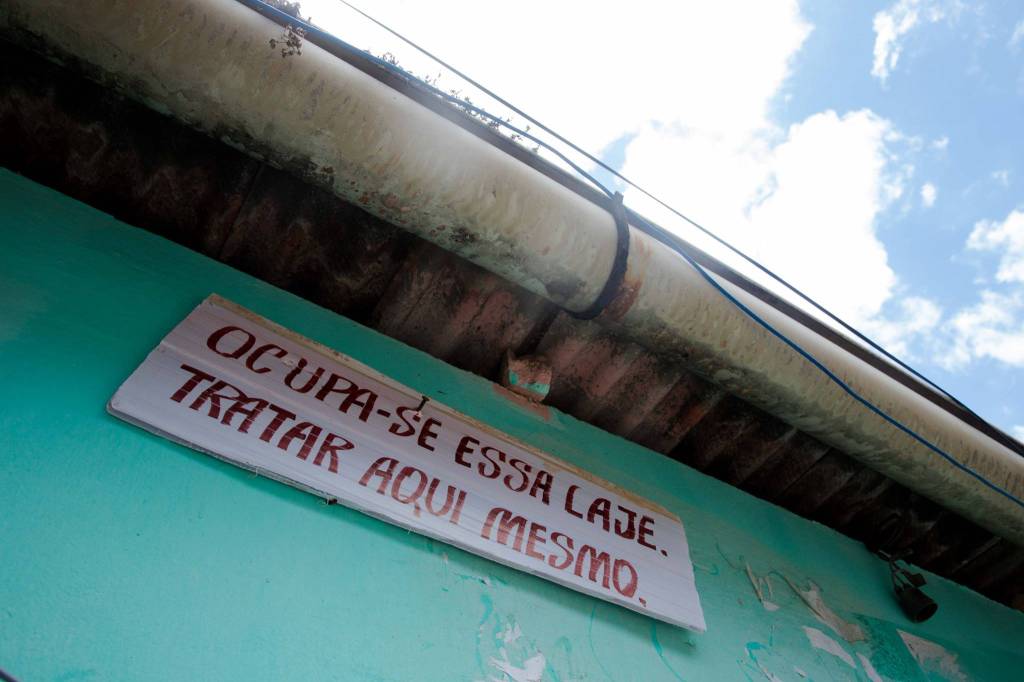 OCUPA-SE ESSA LAJE.
TRATAR AQUI MESMO.